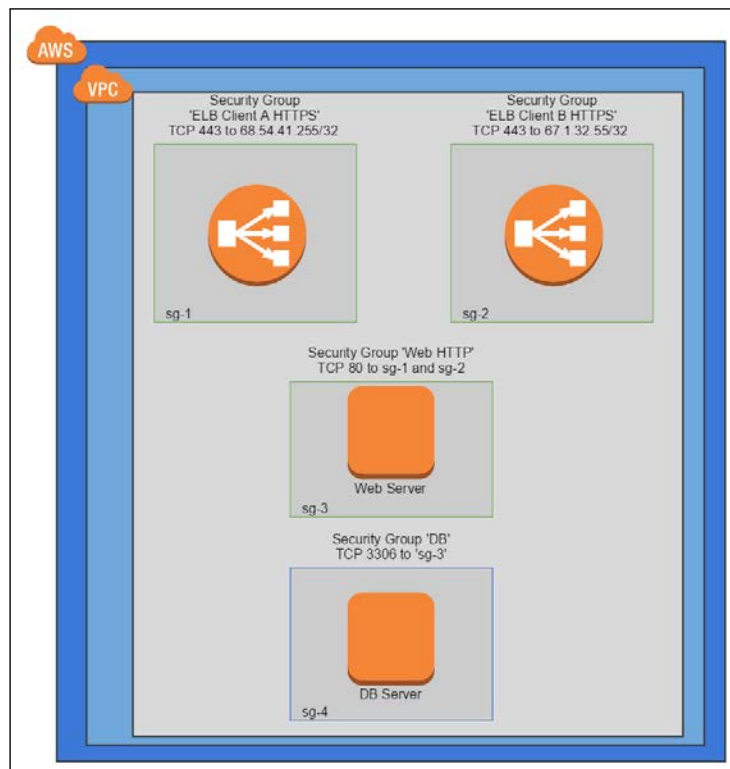 AWS
VPC
Security Group
'ELB Client A HTTPS'
TCP 443 to 68.54.41.255/32
sg-1
Security Group
'ELB Client B HTTPS'
TCP 443 to 67.1.32.55/32
sg-2
Security Group 'Web HTTP'
TCP 80 to sg-1 and sg-2
Web Server
sg-3
Security Group 'DB'
TCP 3306 to 'sg-3'
DB Server
sg-4